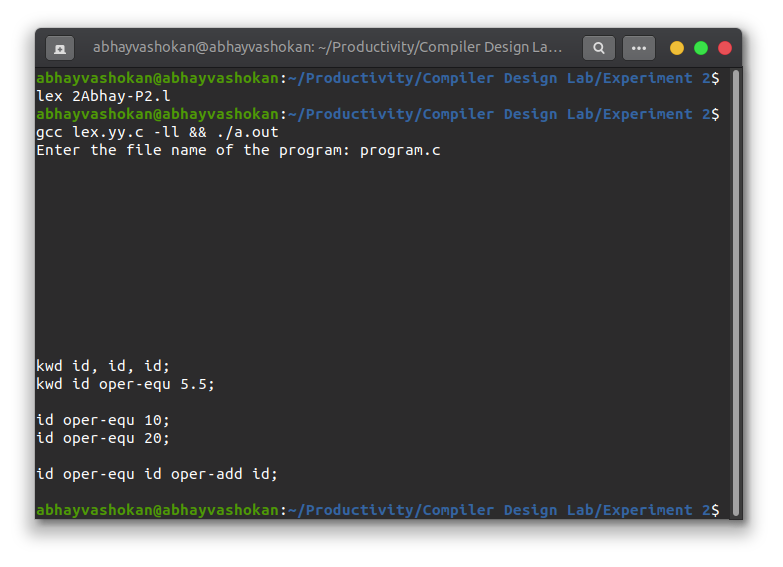 abhayvashokan@abhayvashokan: ~/Productivity/Compiler Design La...
abhayvashokan@abhayvashokan:~/Productivity/Compiler Design Lab/Experiment 2$
lex 2Abhay-P2.l
abhayvashokan@abhayvashokan:~/Productivity/Compiler Design Lab/Experiment 2$
gcc lex.yy.c -ll && ./a.out
Enter the file name of the program: program.c
kwd id, id, id;
kwd id oper-equ 5.5;
id oper-equ 10;
id oper-equ 20;
id oper-equ id oper-add id;
abhayvashokan@abhayvashokan:~/Productivity/Compiler Design Lab/Experiment 2$